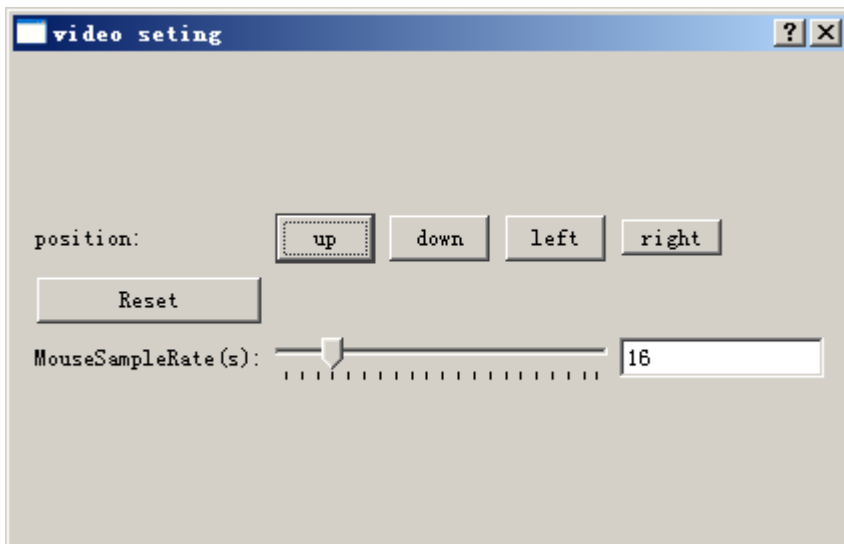 video seting
position: up down left right
Reset
MouseSampleRate(s): 16